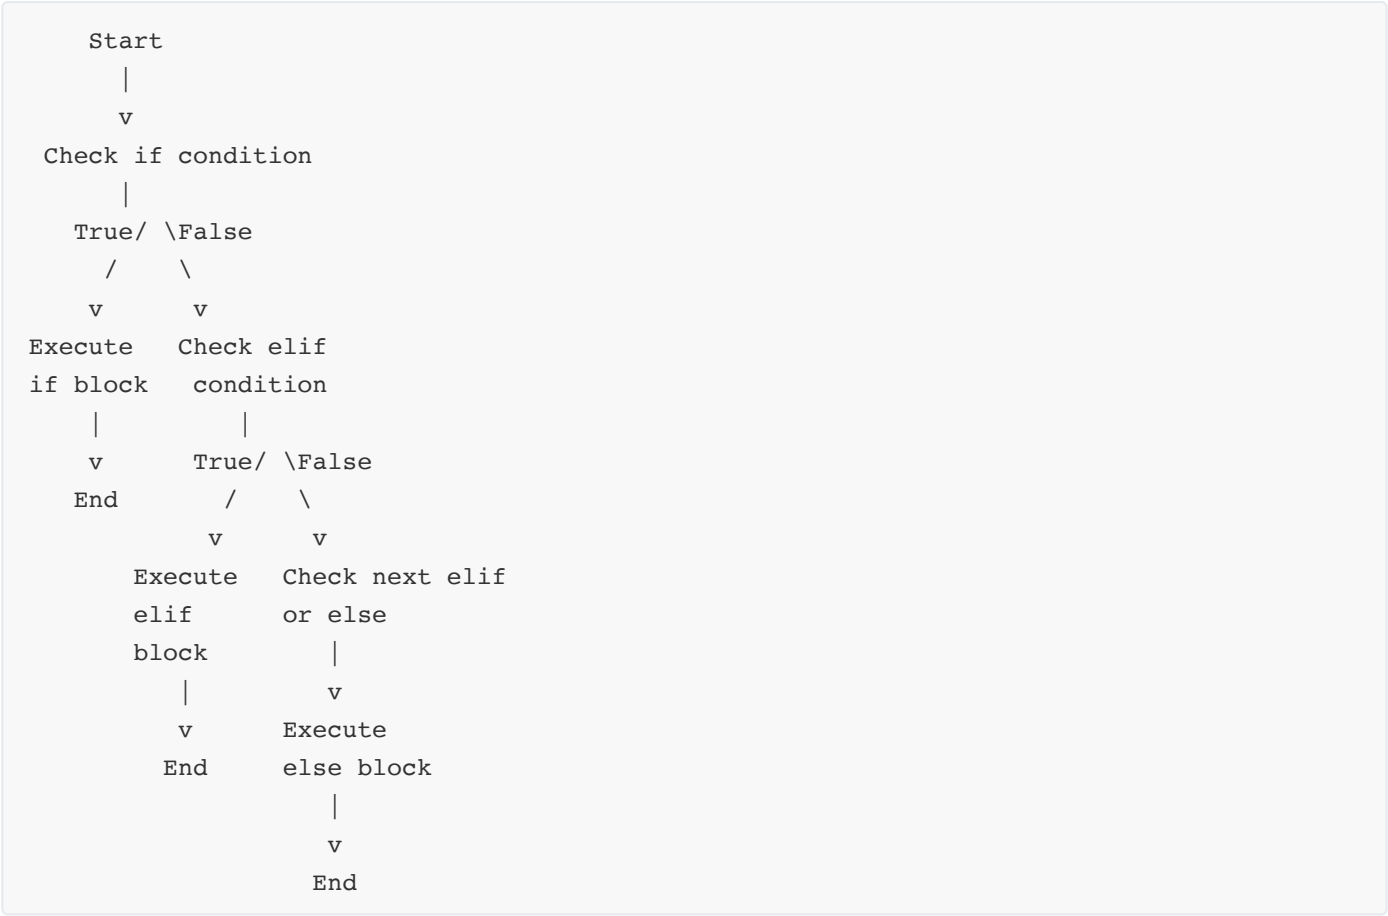 Start
|
v
Check if condition
|
True/ \False
/ \
v v
Execute Check elif
if block condition
| |
v True/ \False
End / \
v v
Execute Check next elif
elif or else
block |
| v
v Execute
End else block
|
v
End